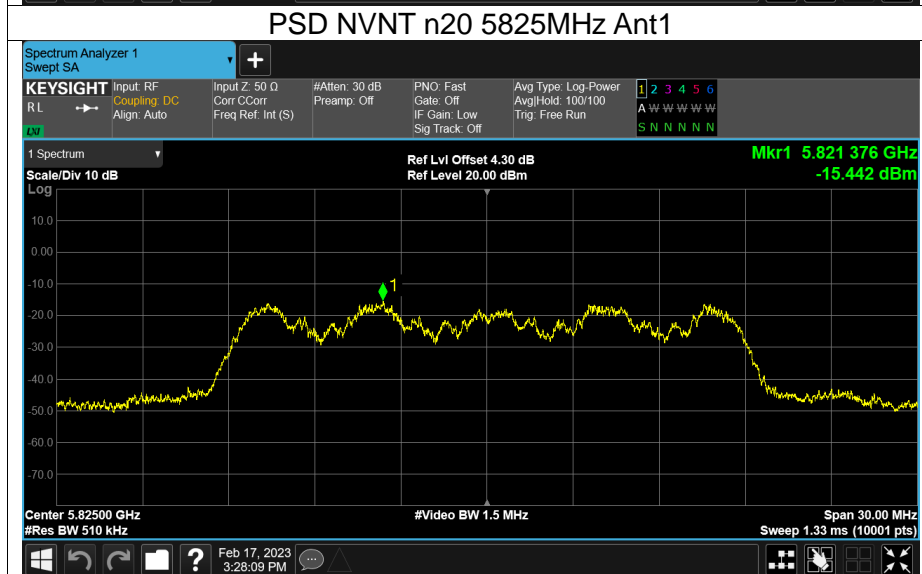 PSD NVNT n20 5825MHz Ant1
Spectrum Analyzer 1
Swept SA
+
KEYSIGHT Input: RF Input Z: 50 Ω #Atten: 30 dB PNO: Fast Avg Type: Log-Power 1 2 3 4 5 6
R L Coupling: DC Corr CCorr Preamp: Off Gate: Off Avg|Hold: 100/100 A W W W W W
Align: Auto Freq Ref: Int (S) IF Gain: Low Trig: Free Run
LXI Sig Track: Off S N N N N N
1 Spectrum Ref Lvl Offset 4.30 dB Mkr1 5.821 376 GHz
Scale/Div 10 dB Ref Level 20.00 dBm -15.442 dBm
Log
10.0
0.00
-10.0
1
-20.0
-30.0
-40.0
-50.0
-60.0
-70.0
Center 5.82500 GHz #Video BW 1.5 MHz Span 30.00 MHz
#Res BW 510 kHz Sweep 1.33 ms (10001 pts)
? Feb 17, 2023
3:28:09 PM